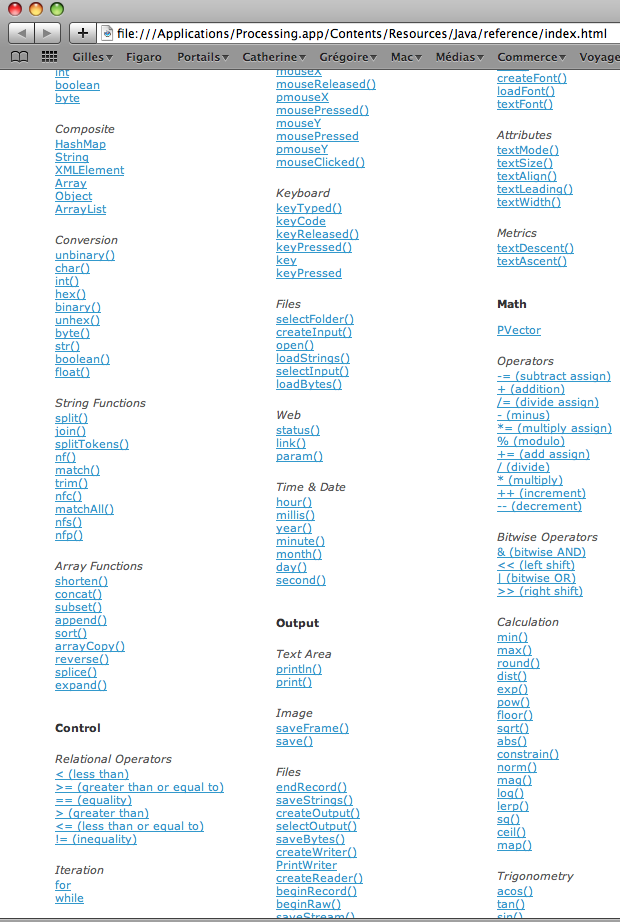 file:///Applications/Processing.app/Contents/Resources/Java/reference/index.html
Gilles Figaro Portails Catherine Grégoire Mac Médias Commerce Voyage
int
boolean
byte
Composite
HashMap
String
XMLElement
Array
Object
ArrayList
Conversion
unbinary()
char()
int()
hex()
binary()
unhex()
byte()
str()
boolean()
float()
String Functions
split()
join()
splitTokens()
nf()
match()
trim()
nfc()
matchAll()
nfs()
nfp()
Array Functions
shorten()
concat()
subset()
append()
sort()
arrayCopy()
reverse()
splice()
expand()
Control
Relational Operators
< (less than)
>= (greater than or equal to)
== (equality)
> (greater than)
<= (less than or equal to)
!= (inequality)
Iteration
for
while
mouseX
mouseReleased()
pmouseX
mousePressed()
mouseY
mousePressed
pmouseY
mouseClicked()
Keyboard
keyTyped()
keyCode
keyReleased()
keyPressed()
key
keyPressed
Files
selectFolder()
createInput()
open()
loadStrings()
selectInput()
loadBytes()
Web
status()
link()
param()
Time & Date
hour()
millis()
year()
minute()
month()
day()
second()
Output
Text Area
println()
print()
Image
saveFrame()
save()
Files
endRecord()
saveStrings()
createOutput()
selectOutput()
saveBytes()
createWriter()
PrintWriter
createReader()
beginRecord()
beginRaw()
saveStream()
createFont()
loadFont()
textFont()
Attributes
textMode()
textSize()
textAlign()
textLeading()
textWidth()
Metrics
textDescent()
textAscent()
Math
PVector
Operators
-= (subtract assign)
+ (addition)
/= (divide assign)
- (minus)
*= (multiply assign)
% (modulo)
+= (add assign)
/ (divide)
* (multiply)
++ (increment)
-- (decrement)
Bitwise Operators
& (bitwise AND)
<< (left shift)
| (bitwise OR)
>> (right shift)
Calculation
min()
max()
round()
dist()
exp()
pow()
floor()
sqrt()
abs()
constrain()
norm()
mag()
log()
lerp()
sq()
ceil()
map()
Trigonometry
acos()
tan()
sin()